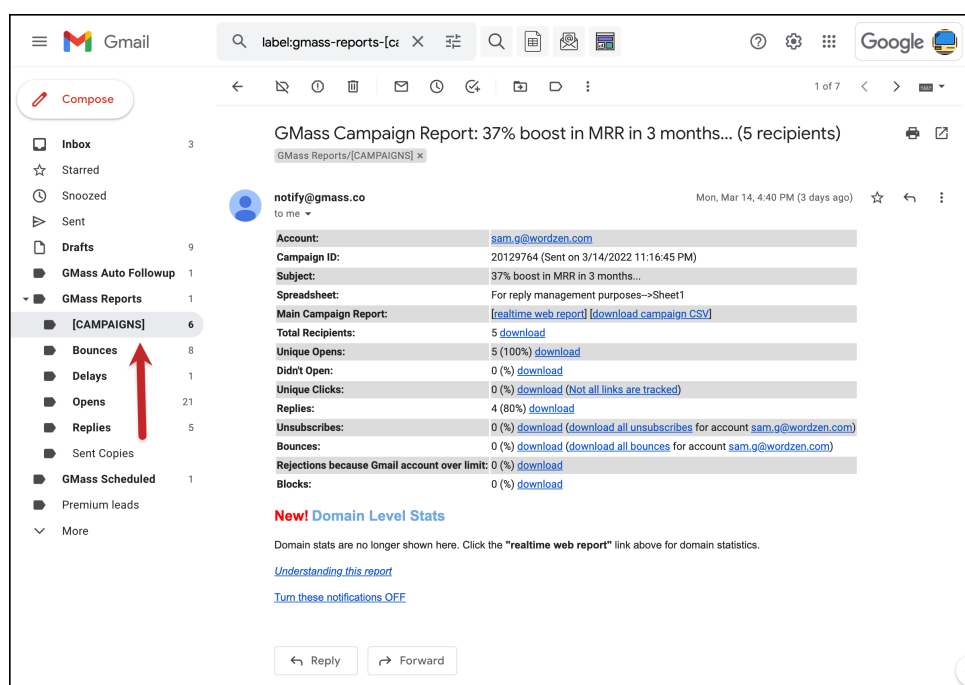 Gmail
label:gmass-reports-[ca
Google
Compose
1 of 7
Inbox 3
Starred
Snoozed
Sent
Drafts 9
GMass Auto Followup 1
GMass Reports 1
[CAMPAIGNS] 6
Bounces 8
Delays 1
Opens 21
Replies 5
Sent Copies
GMass Scheduled 1
Premium leads
More
GMass Campaign Report: 37% boost in MRR in 3 months... (5 recipients)
GMass Reports/[CAMPAIGNS] ×
notify@gmass.co Mon, Mar 14, 4:40 PM (3 days ago)
to me
Account: sam.g@wordzen.com
Campaign ID: 20129764 (Sent on 3/14/2022 11:16:45 PM)
Subject: 37% boost in MRR in 3 months...
Spreadsheet: For reply management purposes-->Sheet1
Main Campaign Report: [realtime web report] [download campaign CSV]
Total Recipients: 5 download
Unique Opens: 5 (100%) download
Didn't Open: 0 (%) download
Unique Clicks: 0 (%) download (Not all links are tracked)
Replies: 4 (80%) download
Unsubscribes: 0 (%) download (download all unsubscribes for account sam.g@wordzen.com)
Bounces: 0 (%) download (download all bounces for account sam.g@wordzen.com)
Rejections because Gmail account over limit: 0 (%) download
Blocks: 0 (%) download
New! Domain Level Stats
Domain stats are no longer shown here. Click the "realtime web report" link above for domain statistics.
Understanding this report
Turn these notifications OFF
Reply
Forward